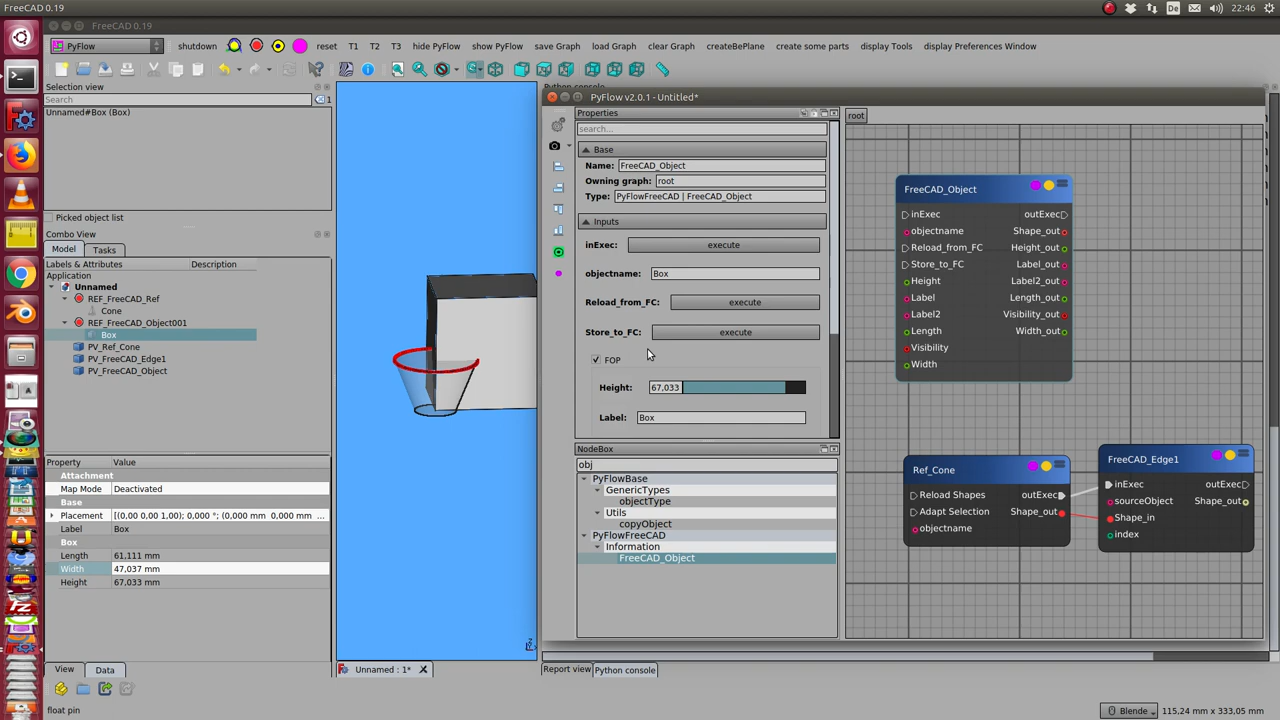 FreeCAD 0.19
De
22:46
FreeCAD 0.19
PyFlow
shutdown
reset
T1
T2
T3
hide PyFlow
show PyFlow
save Graph
load Graph
clear Graph
createBePlane
create some parts
display Tools
display Preferences Window
Selection view
Search
1
Unnamed#Box (Box)
Picked object list
Combo View
Model
Tasks
Labels & Attributes
Description
Application
Unnamed
REF_FreeCAD_Ref
Cone
REF_FreeCAD_Object001
Box
PV_Ref_Cone
PV_FreeCAD_Edge1
PV_FreeCAD_Object
Property
Value
Attachment
Map Mode
Deactivated
Base
Placement
[(0,00 0,00 1,00); 0,000 °; (0,000 mm 0,000 mm ...
Label
Box
Box
Length
61,111 mm
Width
47,037 mm
Height
67,033 mm
View
Data
float pin
Unnamed : 1*
Python console
PyFlow v2.0.1 - Untitled*
Properties
search...
Base
Name:
FreeCAD_Object
Owning graph:
root
Type:
PyFlowFreeCAD | FreeCAD_Object
Inputs
inExec:
execute
objectname:
Box
Reload_from_FC:
execute
Store_to_FC:
execute
FOP
Height:
67,033
Label:
Box
NodeBox
obj
PyFlowBase
GenericTypes
objectType
Utils
copyObject
PyFlowFreeCAD
Information
FreeCAD_Object
root
FreeCAD_Object
inExec
outExec
objectname
Shape_out
Reload_from_FC
Height_out
Store_to_FC
Label_out
Height
Label2_out
Label
Length_out
Label2
Visibility_out
Length
Width_out
Visibility
Width
Ref_Cone
Reload Shapes
outExec
Adapt Selection
Shape_out
objectname
FreeCAD_Edge1
inExec
outExec
sourceObject
Shape_out
Shape_in
index
Report view
Python console
Blende
115,24 mm x 333,05 mm